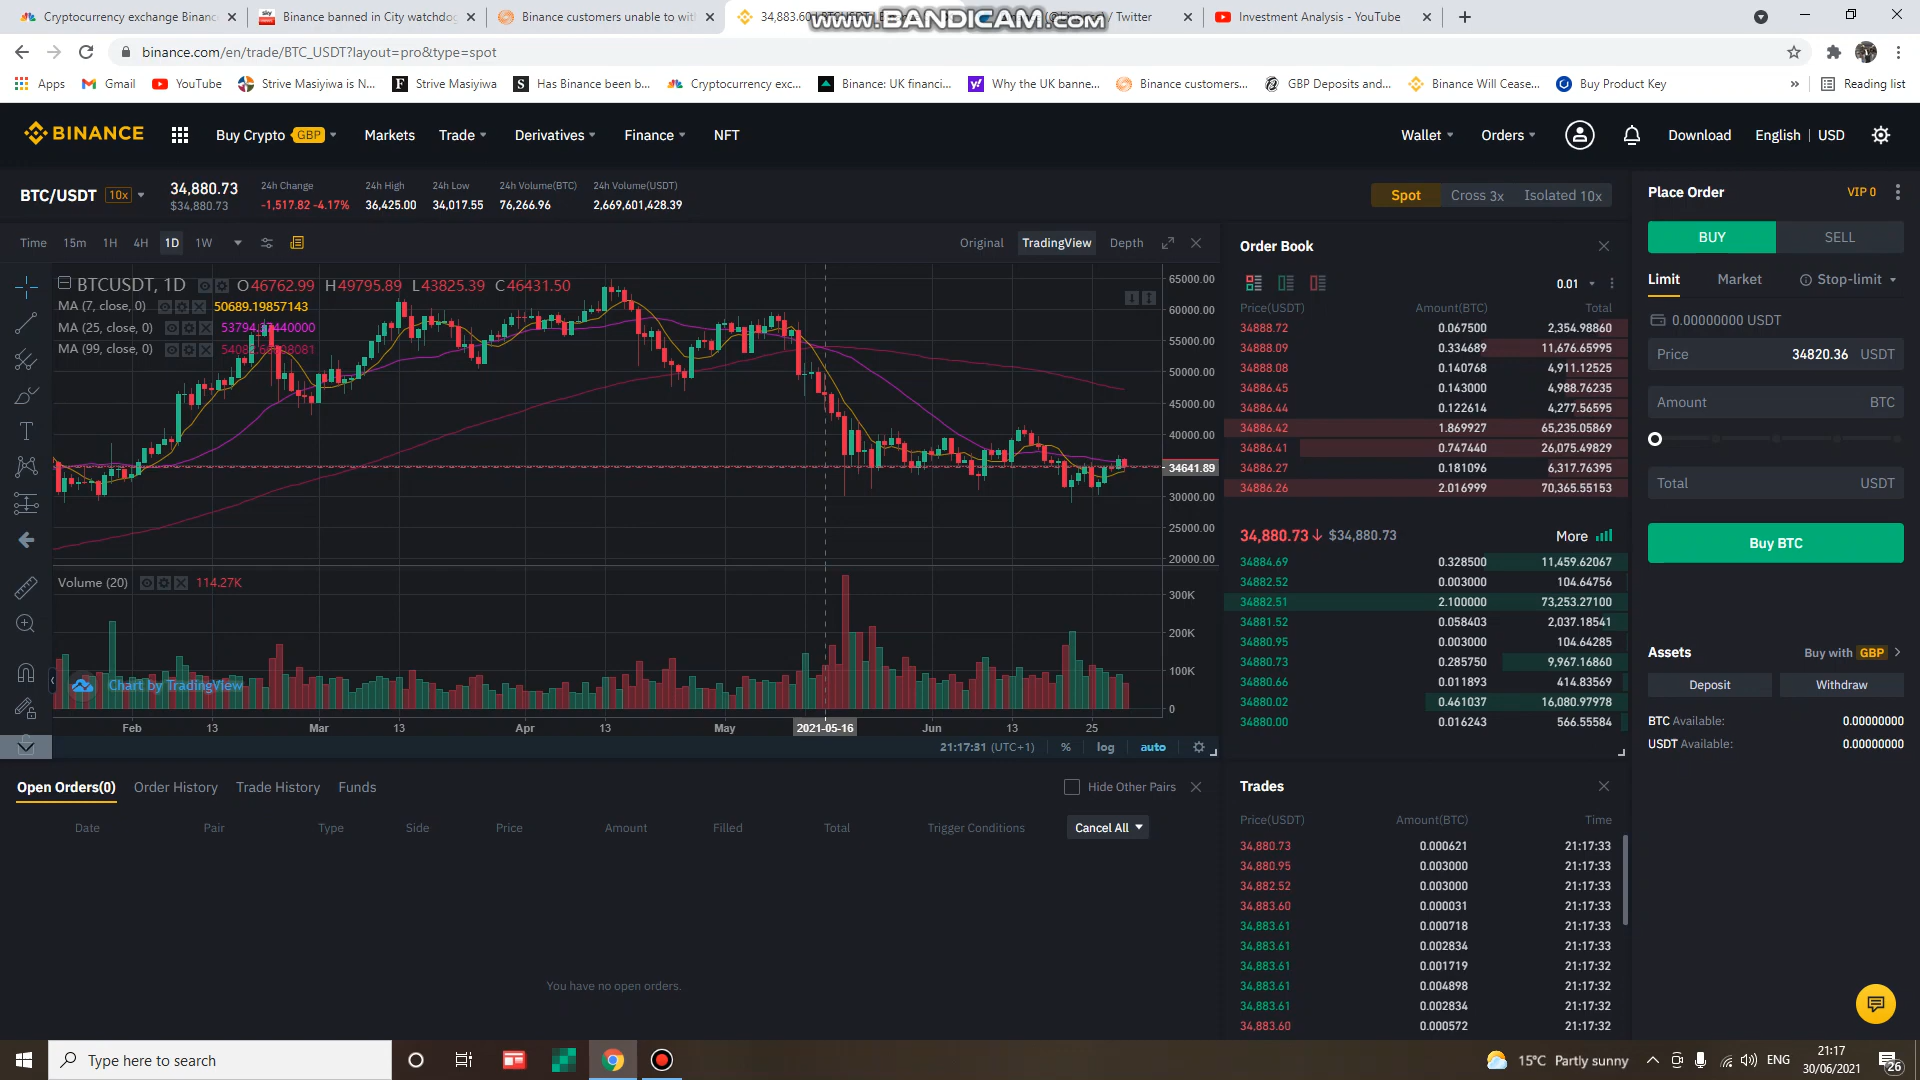 Cryptocurrency exchange Binanc
Binance banned in City watchdog
Binance customers unable to wit
34,883.60 | BTCUSDT | B
/ Twitter
Investment Analysis - YouTube
www.BANDICAM.com
binance.com/en/trade/BTC_USDT?layout=pro&type=spot
Apps
Gmail
YouTube
Strive Masiyiwa is N...
Strive Masiyiwa
Has Binance been b...
Cryptocurrency exc...
Binance: UK financi...
Why the UK banne...
Binance customers...
GBP Deposits and...
Binance Will Cease...
Buy Product Key
»
Reading list
BINANCE
Buy Crypto GBP
Markets
Trade
Derivatives
Finance
NFT
Wallet
Orders
Download
English | USD
BTC/USDT 10x
34,880.73
$34,880.73
24h Change
-1,517.82 -4.17%
24h High
36,425.00
24h Low
34,017.55
24h Volume(BTC)
76,266.96
24h Volume(USDT)
2,669,601,428.39
Spot
Cross 3x
Isolated 10x
Time 15m 1H 4H 1D 1W
Original TradingView Depth
BTCUSDT, 1D O46762.99 H49795.89 L43825.39 C46431.50
MA (7, close, 0) 50689.19857143
MA (25, close, 0)
MA (99, close, 0)
65000.00
60000.00
55000.00
50000.00
45000.00
40000.00
34641.89
30000.00
25000.00
20000.00
Volume (20) 114.27K
300K
200K
100K
0
Chart by TradingView
Feb 13 Mar 13 Apr 13 May 2021-05-16 Jun 13 25
21:17:31 (UTC+1) % log auto
Order Book
0.01
Price(USDT) Amount(BTC) Total
34888.72 0.067500 2,354.98860
34888.09 0.334689 11,676.65995
34888.08 0.140768 4,911.12525
34886.45 0.143000 4,988.76235
34886.44 0.122614 4,277.56595
34886.42 1.869927 65,235.05869
34886.41 0.747440 26,075.49829
34886.27 0.181096 6,317.76395
34886.26 2.016999 70,365.55153
34,880.73↓ $34,880.73 More
34884.69 0.328500 11,459.62067
34882.52 0.003000 104.64756
34882.51 2.100000 73,253.27100
34881.52 0.058403 2,037.18541
34880.95 0.003000 104.64285
34880.73 0.285750 9,967.16860
34880.66 0.011893 414.83569
34880.02 0.461037 16,080.97978
34880.00 0.016243 566.55584
Place Order VIP 0
BUY SELL
Limit Market Stop-limit
0.00000000 USDT
Price 34820.36 USDT
Amount BTC
Total USDT
Buy BTC
Assets Buy with GBP
Deposit Withdraw
BTC Available: 0.00000000
USDT Available: 0.00000000
Open Orders(0) Order History Trade History Funds
Hide Other Pairs
Date Pair Type Side Price Amount Filled Total Trigger Conditions Cancel All
You have no open orders.
Trades
Price(USDT) Amount(BTC) Time
34,880.73 0.000621 21:17:33
34,880.95 0.003000 21:17:33
34,882.52 0.003000 21:17:33
34,883.60 0.000031 21:17:33
34,883.61 0.000718 21:17:33
34,883.61 0.002834 21:17:33
34,883.61 0.001719 21:17:32
34,883.61 0.004898 21:17:32
34,883.61 0.002834 21:17:32
34,883.60 0.000572 21:17:32
Type here to search
15°C Partly sunny
ENG
21:17
30/06/2021
26